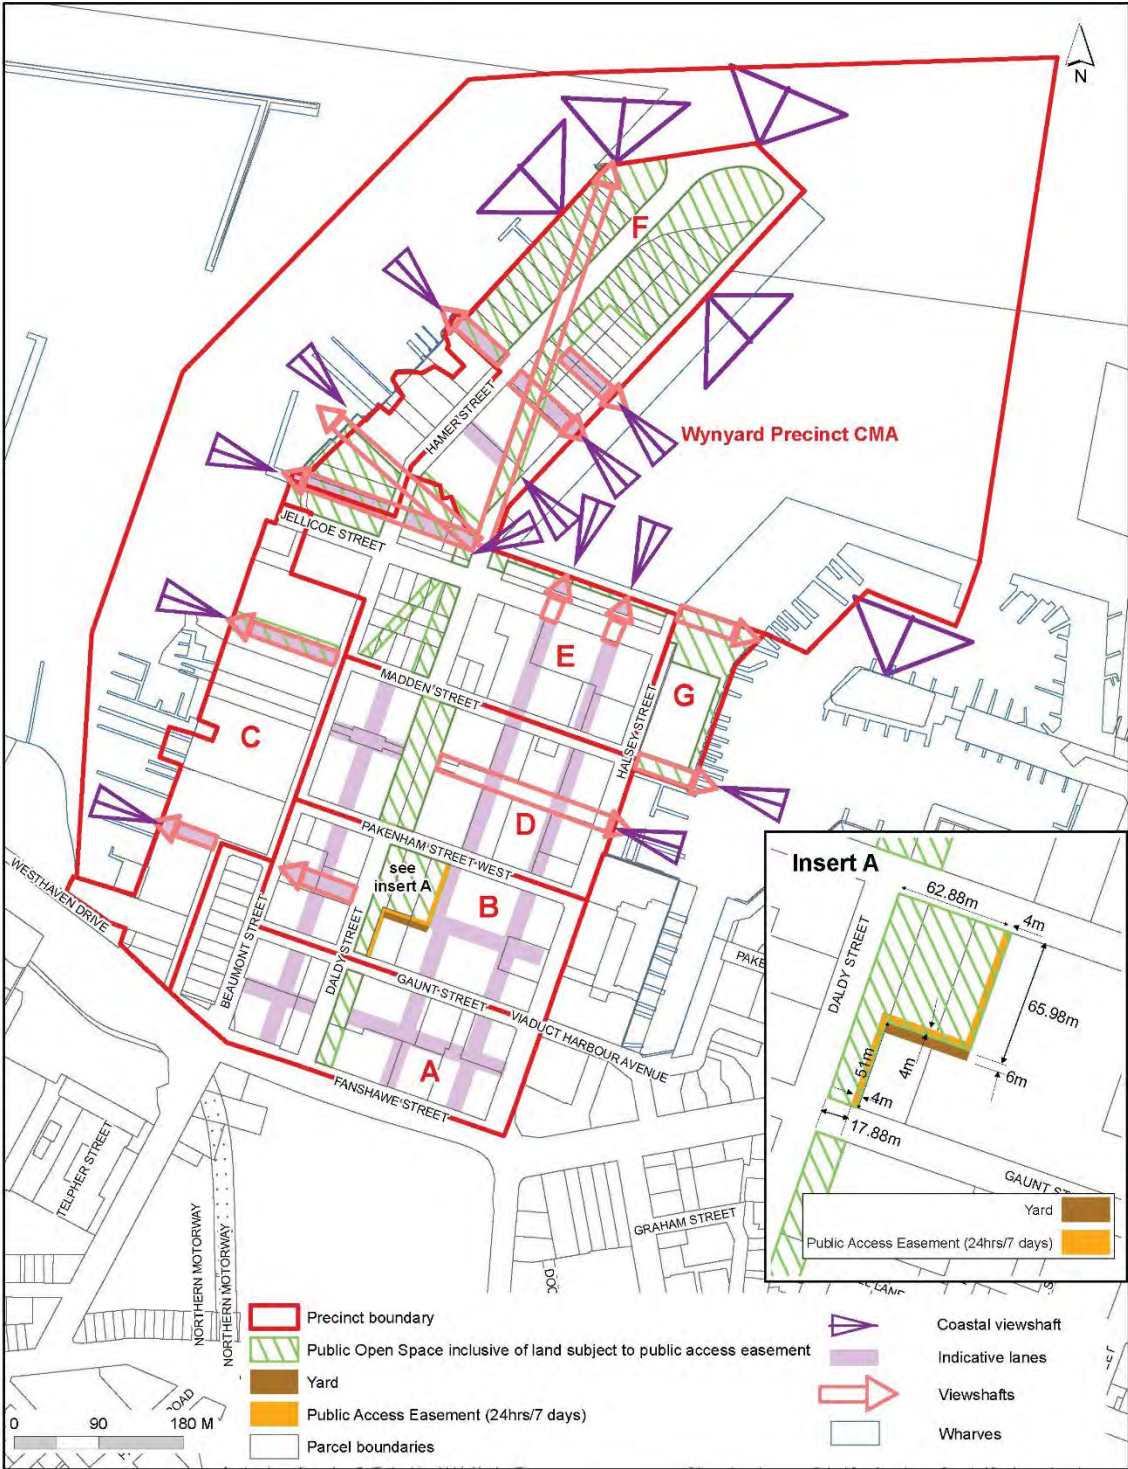 N
F
Wynyard Precinct CMA
HAMER STREET
JELLICOE STREET
E
MADDEN STREET
HALSEY STREET
G
C
D
PAKENHAM STREET WEST
see
insert A
B
WESTHAVEN DRIVE
BEAUMONT STREET
DALDY STREET
GAUNT STREET
VIADUCT HARBOUR AVENUE
A
FANSHAWE STREET
PAKE
TELPHER STREET
NORTHERN MOTORWAY
NORTHERN MOTORWAY
GRAHAM STREET
ROAD
Insert A
62.88m
4m
DALDY STREET
65.98m
51m
4m
6m
4m
17.88m
GAUNT ST
Yard
Public Access Easement (24hrs/7 days)
LANE
Precinct boundary
Public Open Space inclusive of land subject to public access easement
Yard
Public Access Easement (24hrs/7 days)
Parcel boundaries
Coastal viewshaft
Indicative lanes
Viewshafts
Wharves
0 90 180 M